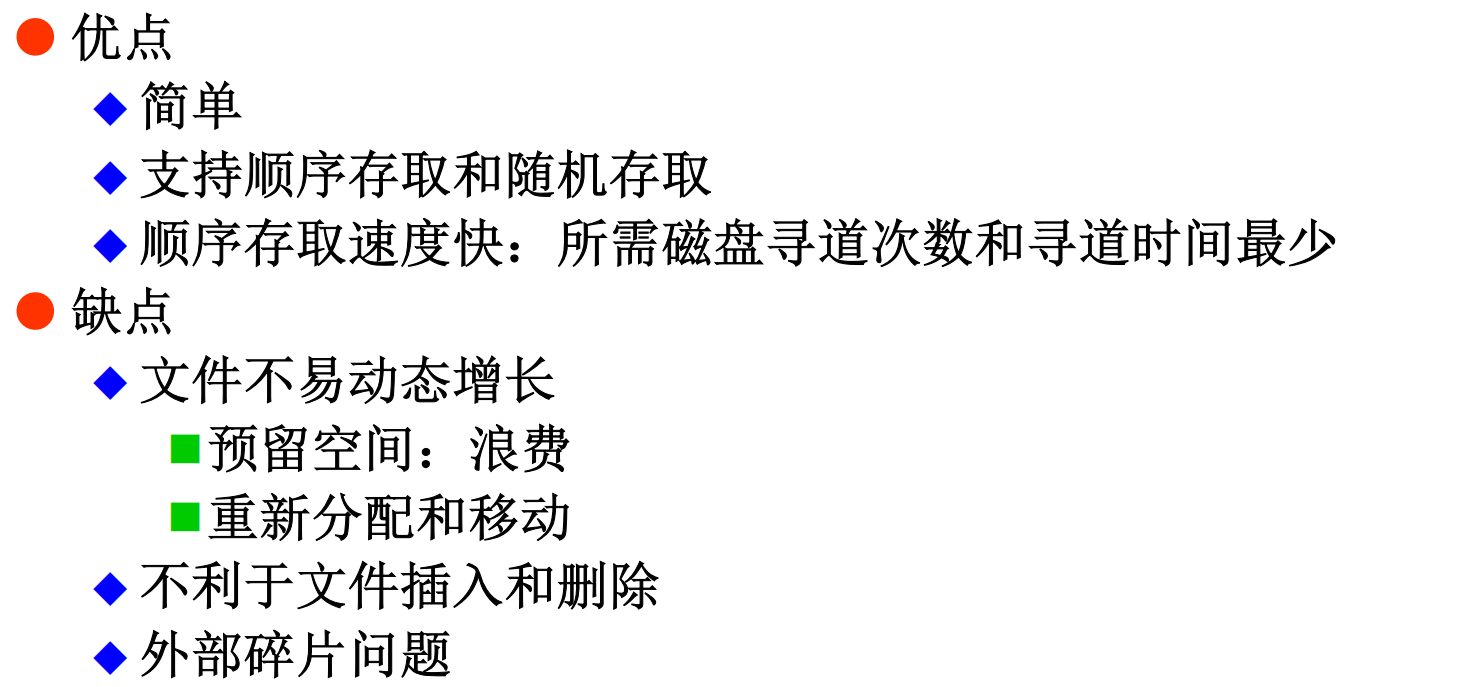 优点
简单
支持顺序存取和随机存取
顺序存取速度快：所需磁盘寻道次数和寻道时间最少
缺点
文件不易动态增长
预留空间：浪费
重新分配和移动
不利于文件插入和删除
外部碎片问题